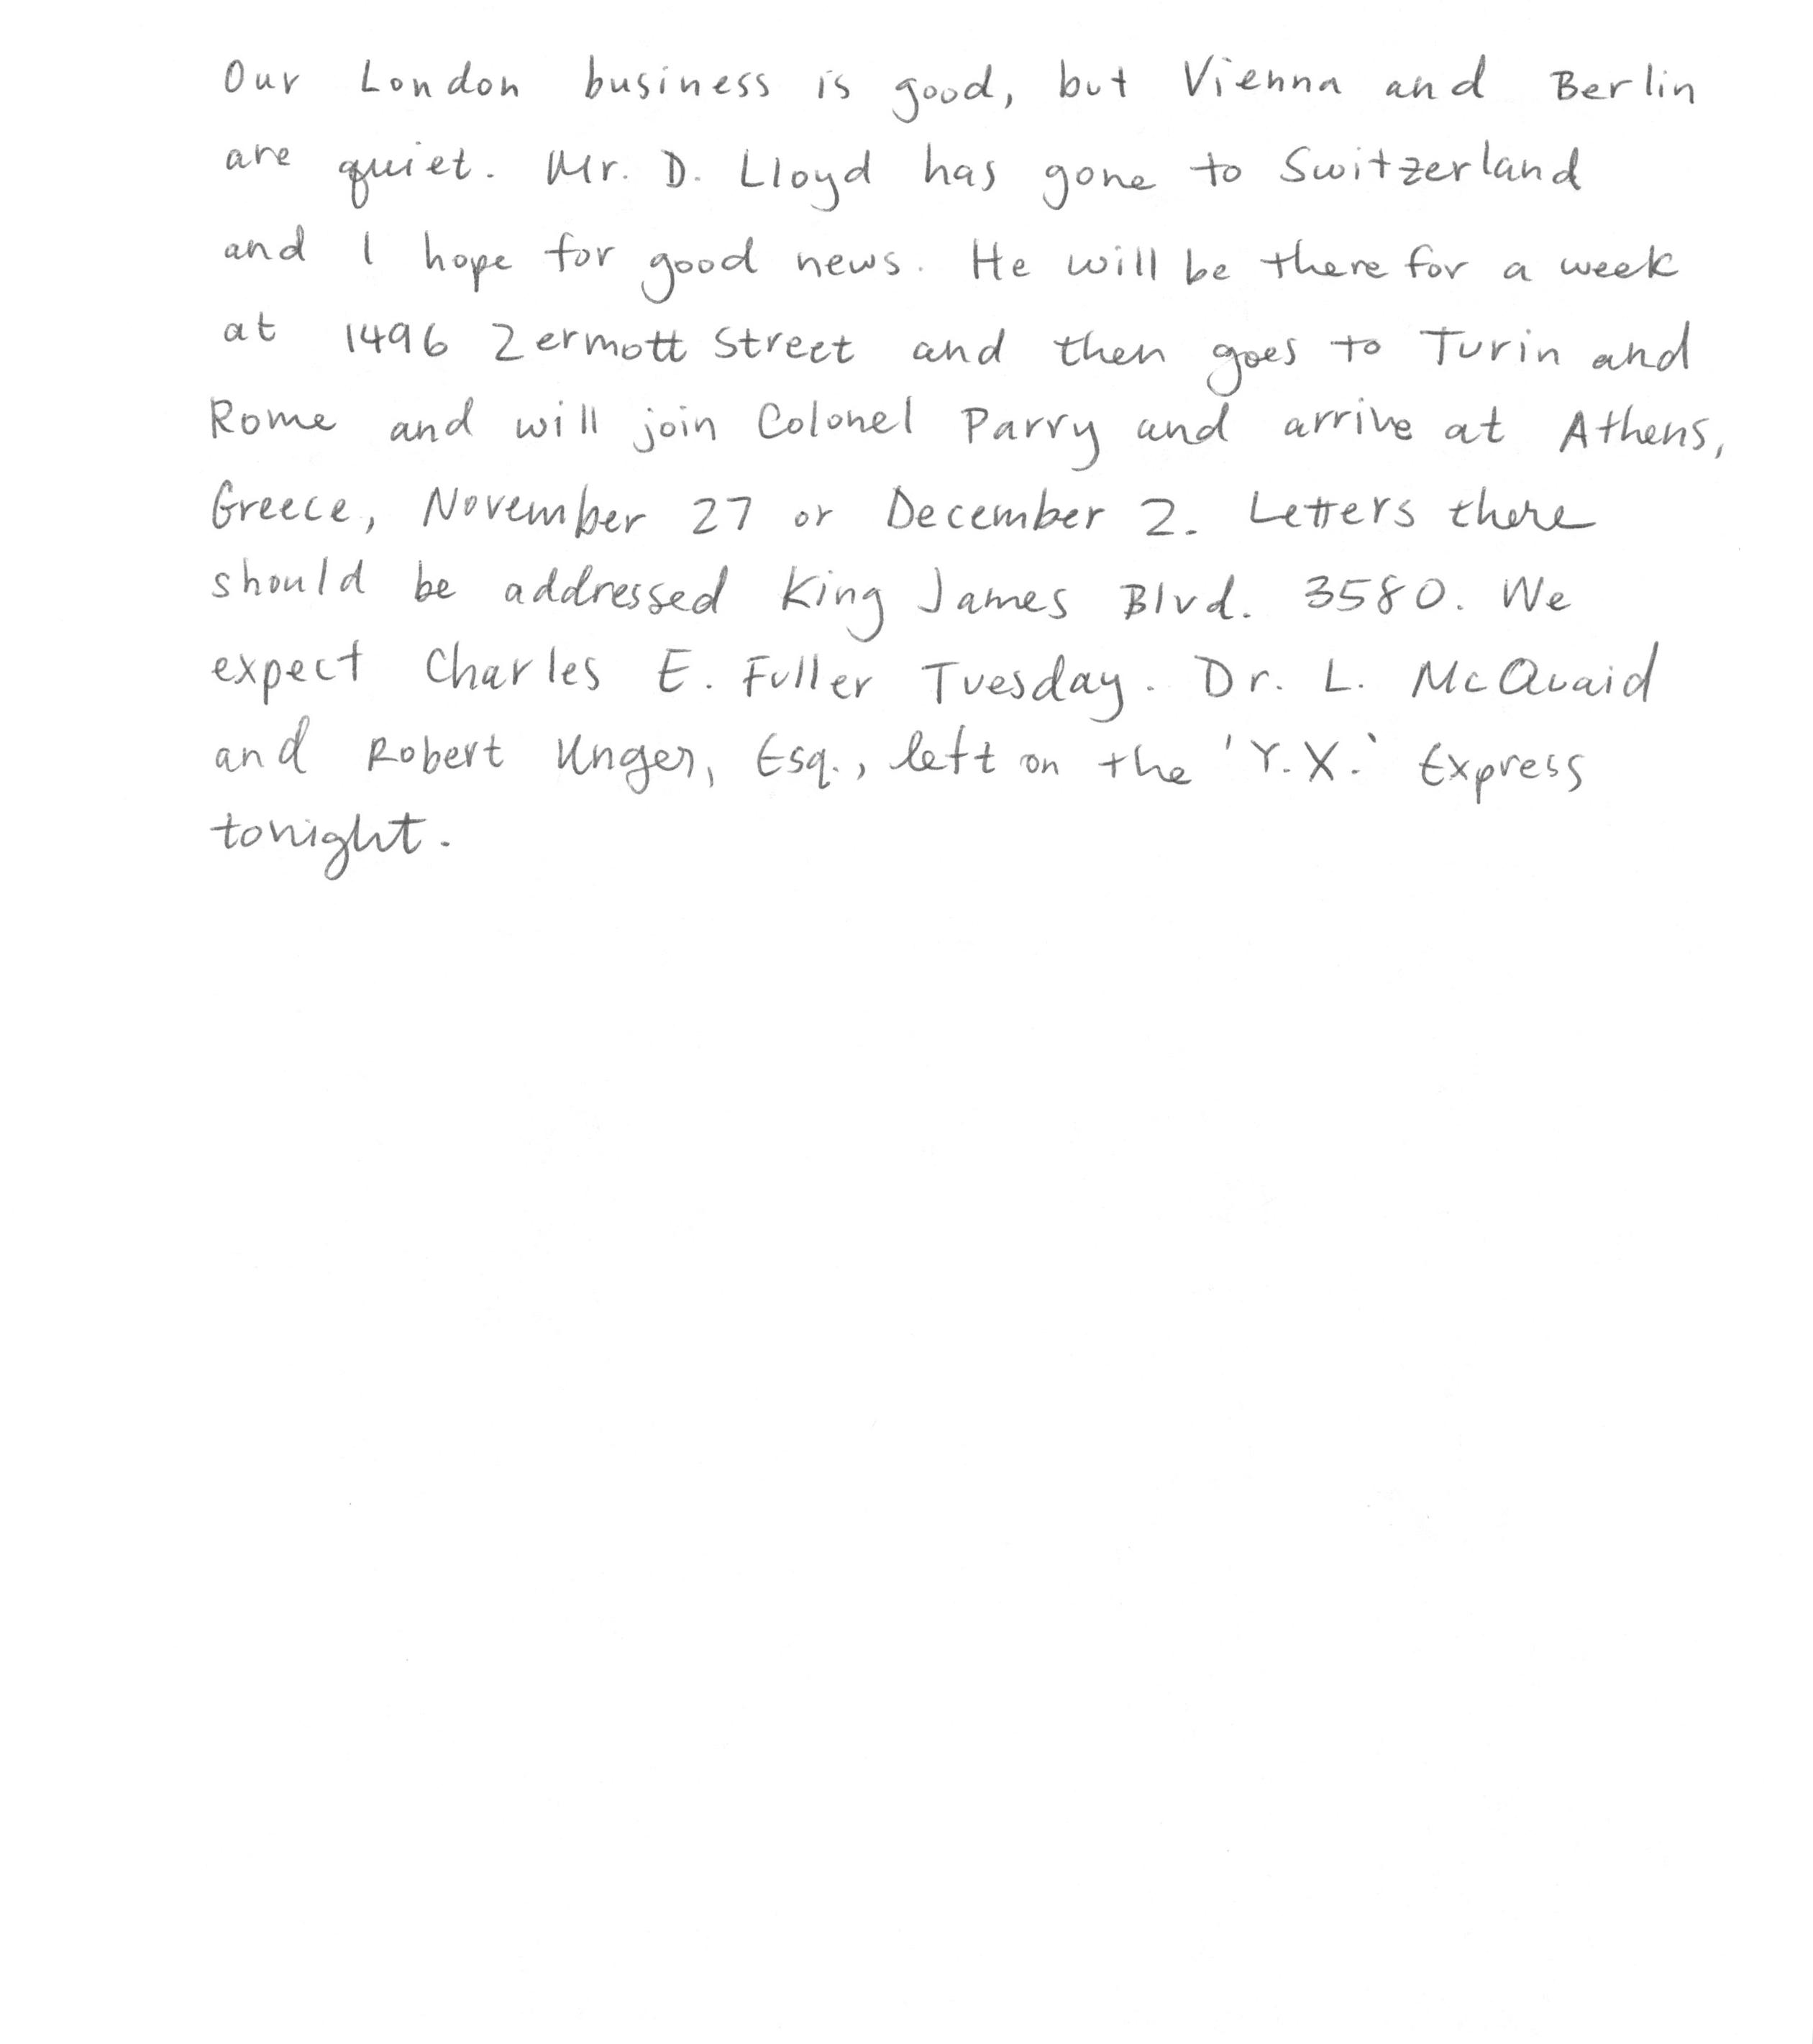 Our London business is good, but Vienna and Berlin
are quiet. Mr. D. Lloyd has gone to Switzerland
and I hope for good news. He will be there for a week
at 1496 Zermott Street and then goes to Turin and
Rome and will join Colonel Parry and arrive at Athens,
Greece, November 27 or December 2. Letters there
should be addressed King James Blvd. 3580. We
expect Charles E. Fuller Tuesday. Dr. L. McQuaid
and Robert Unger, Esq., left on the 'Y.X.' Express
tonight.